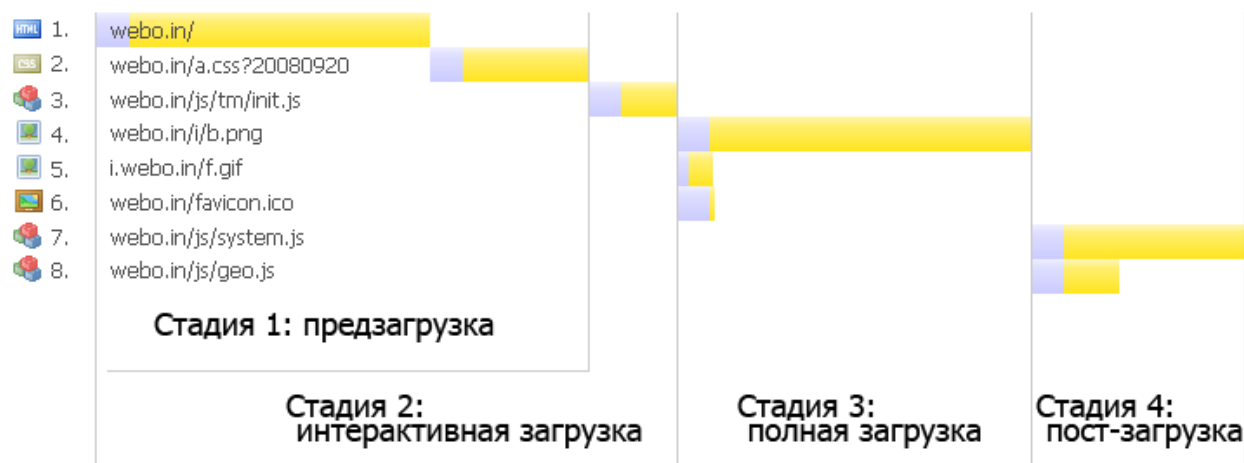 HTML 1. webo.in/
CSS 2. webo.in/a.css?20080920
3. webo.in/js/tm/init.js
4. webo.in/i/b.png
5. i.webo.in/f.gif
6. webo.in/favicon.ico
7. webo.in/js/system.js
8. webo.in/js/geo.js
Стадия 1: предзагрузка
Стадия 2:
интерактивная загрузка
Стадия 3:
полная загрузка
Стадия 4:
пост-загрузка